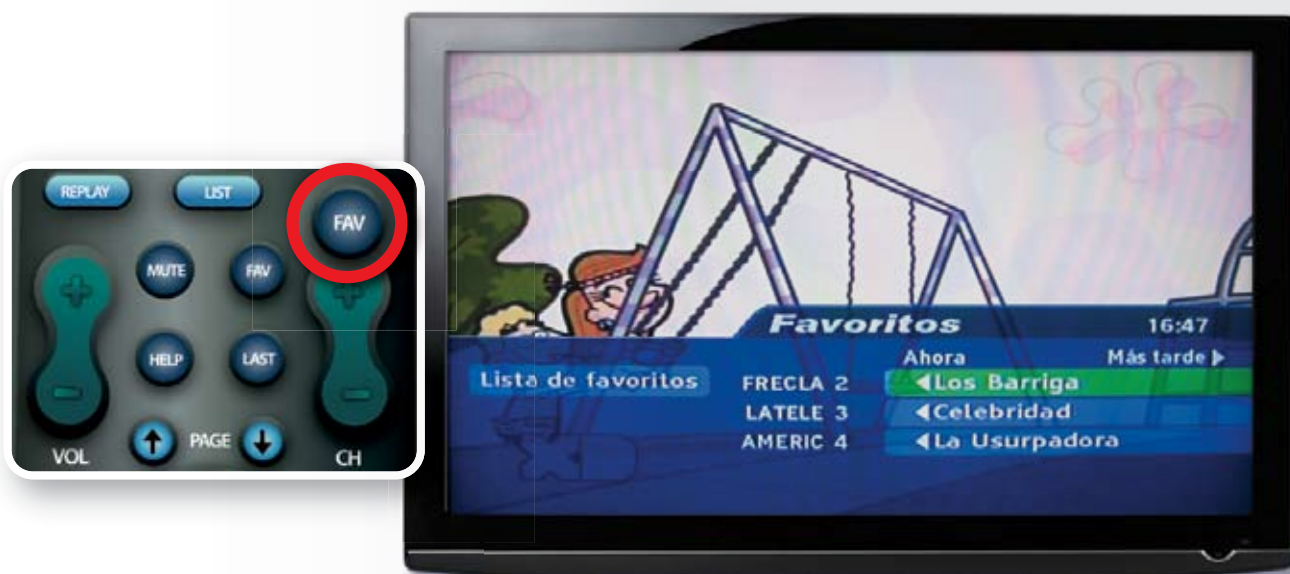 REPLAY LIST
FAV
MUTE FAV
HELP LAST
VOL PAGE CH
Favoritos 16:47
Ahora Más tarde
Lista de favoritos FRECLA 2 Los Barriga
LATELE 3 Celebridad
AMERIC 4 La Usurpadora